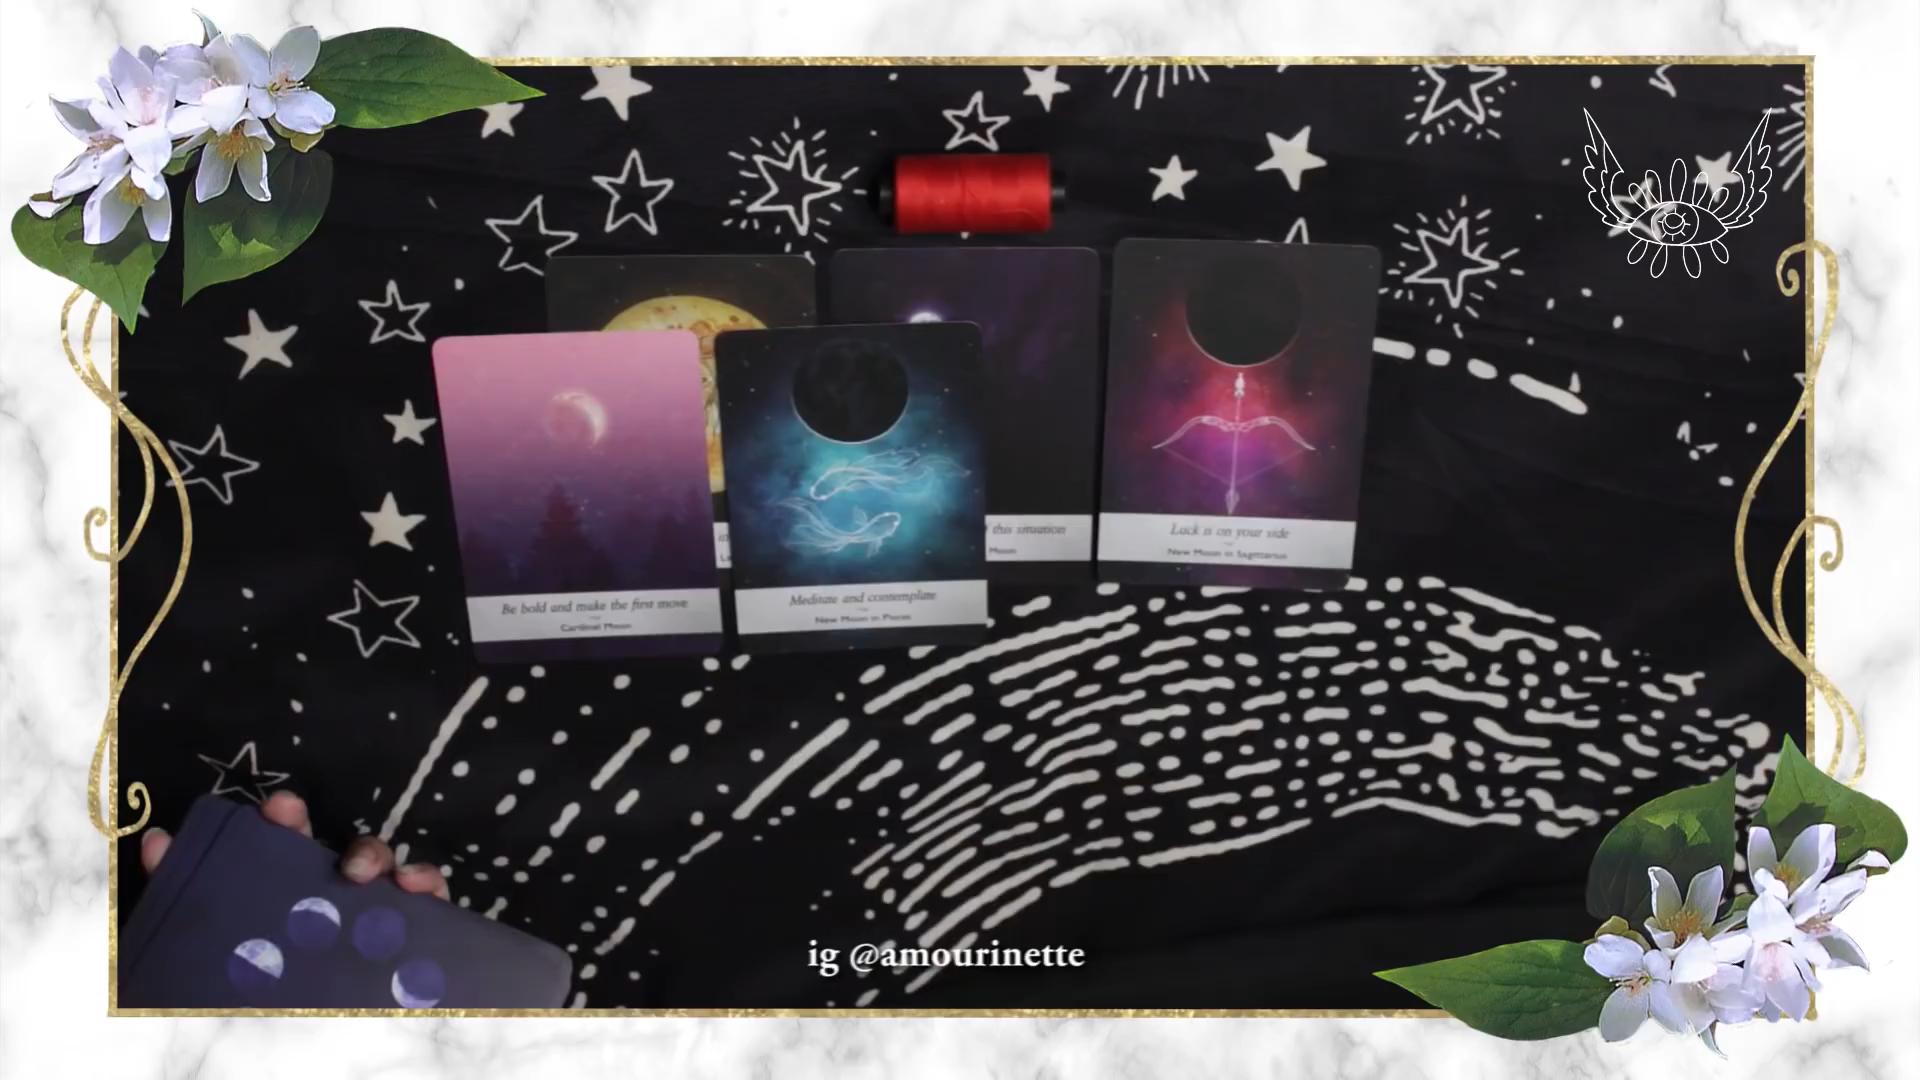 this situation
Moon
Luck is on your side
New Moon in Sagittarius
Be bold and make the first move
Cardinal Moon
Meditate and contemplate
New Moon in Pisces
ig @amourinette